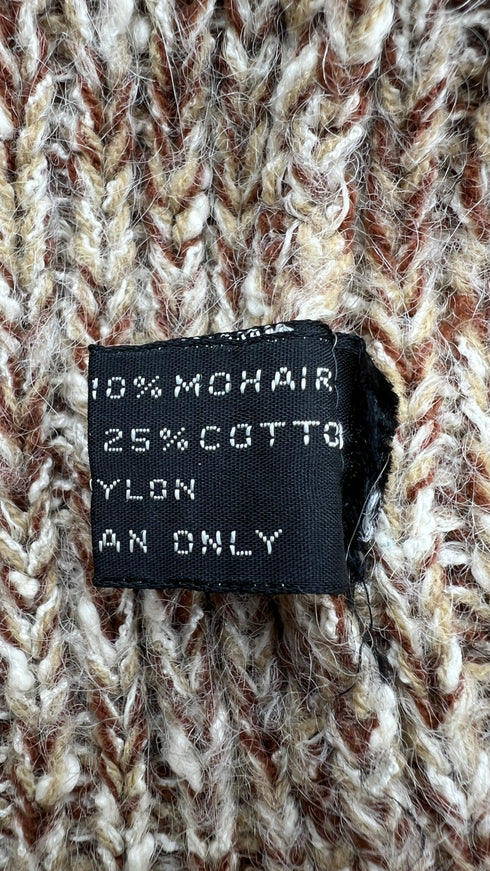 10% MOHAIR
25% COTTO
YLON
AN ONLY